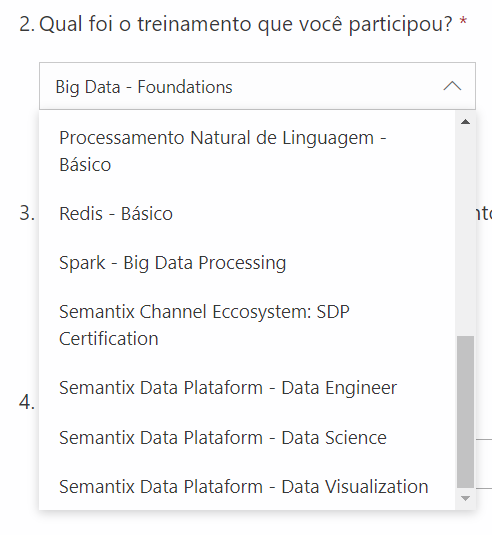 2. Qual foi o treinamento que você participou? *
Big Data - Foundations
Processamento Natural de Linguagem -
Básico
3.
Redis - Básico
Spark - Big Data Processing
Semantix Channel Eccosystem: SDP
Certification
4.
Semantix Data Plataform - Data Engineer
Semantix Data Plataform - Data Science
Semantix Data Plataform - Data Visualization